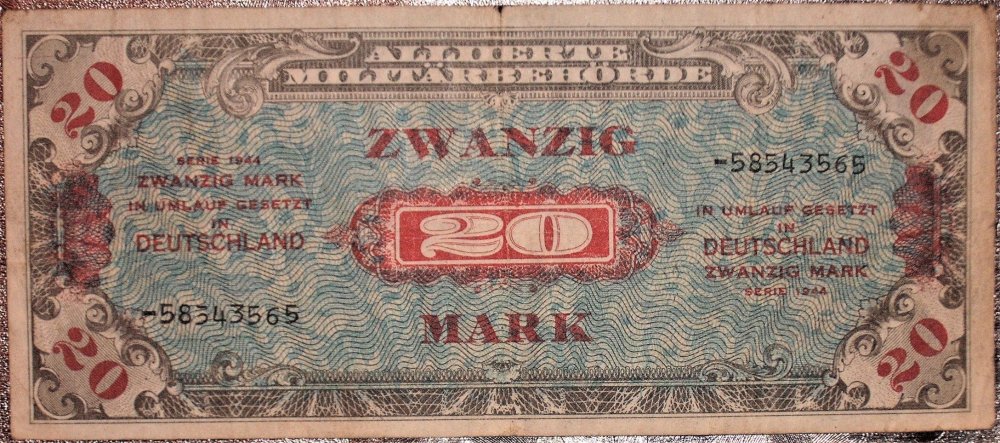 20
20
ALLIIERTE
MILITÄRBEHÖRDE
ZWANZIG
SERIE 1944
ZWANZIG MARK
IN UMLAUF GESETZT
IN
DEUTSCHLAND
-58543565
20
-58543565
IN UMLAUF GESETZT
IN
DEUTSCHLAND
ZWANZIG MARK
SERIE 1944
MARK
20
20